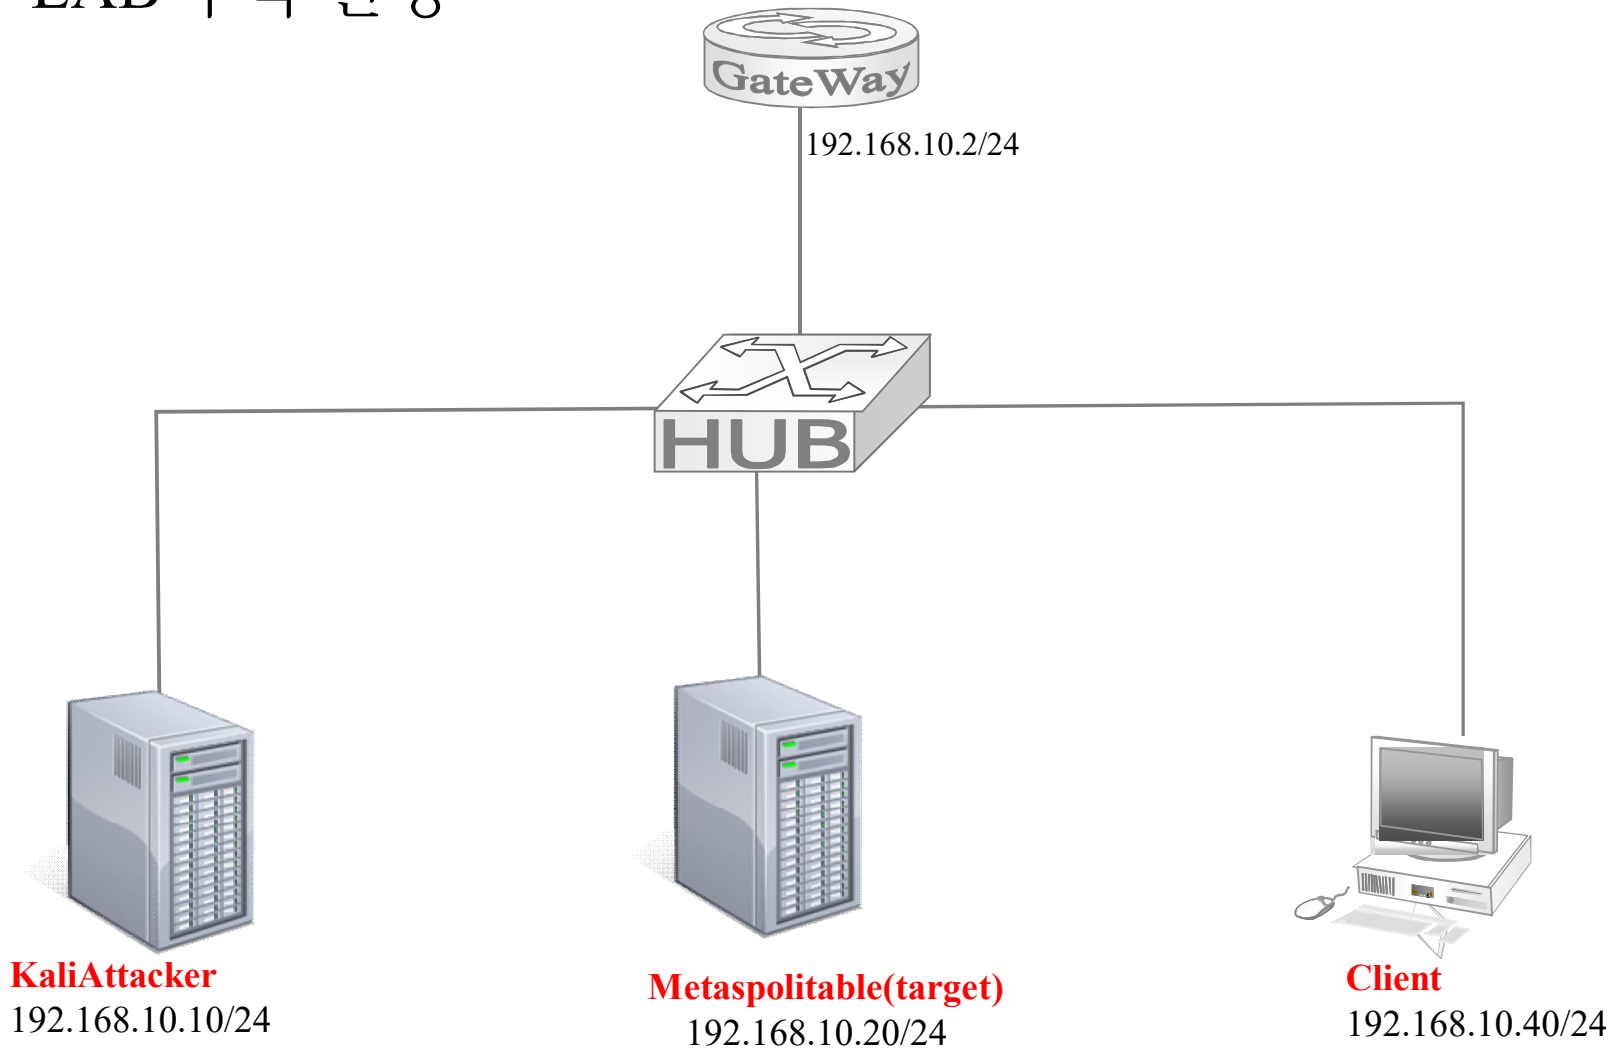 LAB
GateWay
192.168.10.2/24
HUB
KaliAttacker
192.168.10.10/24
Metaspolitable(target)
192.168.10.20/24
Client
192.168.10.40/24